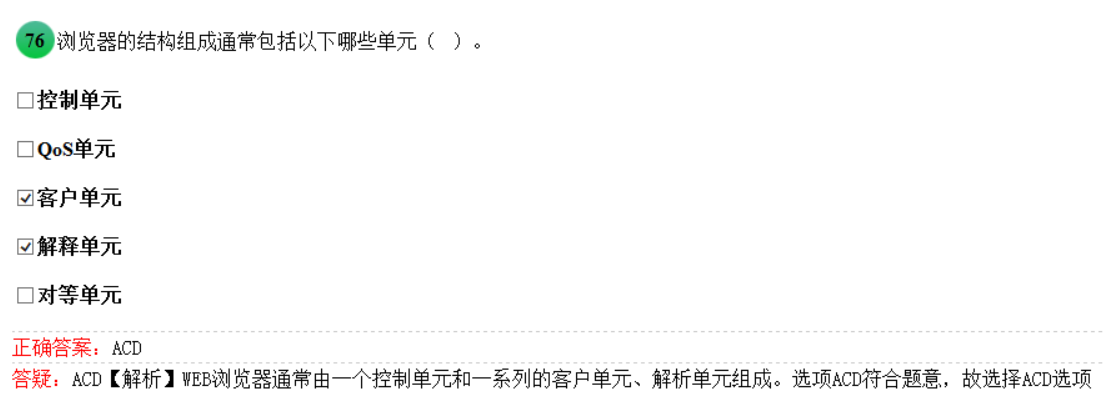 76 浏览器的结构组成通常包括以下哪些单元（ ）。
控制单元
QoS单元
客户单元
解释单元
对等单元
正确答案：ACD
答疑：ACD【解析】WEB浏览器通常由一个控制单元和一系列的客户单元、解析单元组成。选项ACD符合题意，故选择ACD选项